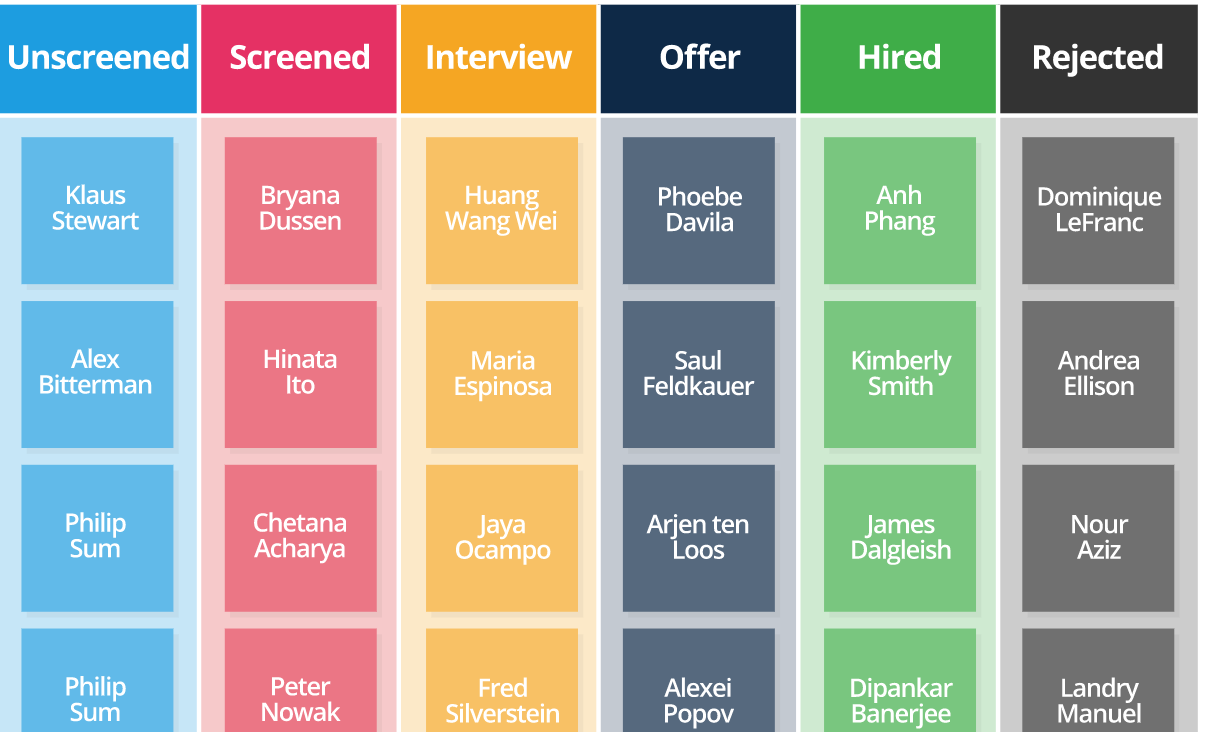 Unscreened
Screened
Interview
Offer
Hired
Rejected
Klaus
Stewart
Bryana
Dussen
Huang
Wang Wei
Phoebe
Davila
Anh
Phang
Dominique
LeFranc
Alex
Bitterman
Hinata
Ito
Maria
Espinosa
Saul
Feldkauer
Kimberly
Smith
Andrea
Ellison
Philip
Sum
Chetana
Acharya
Jaya
Ocampo
Arjen ten
Loos
James
Dalgleish
Nour
Aziz
Philip
Sum
Peter
Nowak
Fred
Silverstein
Alexei
Popov
Dipankar
Banerjee
Landry
Manuel